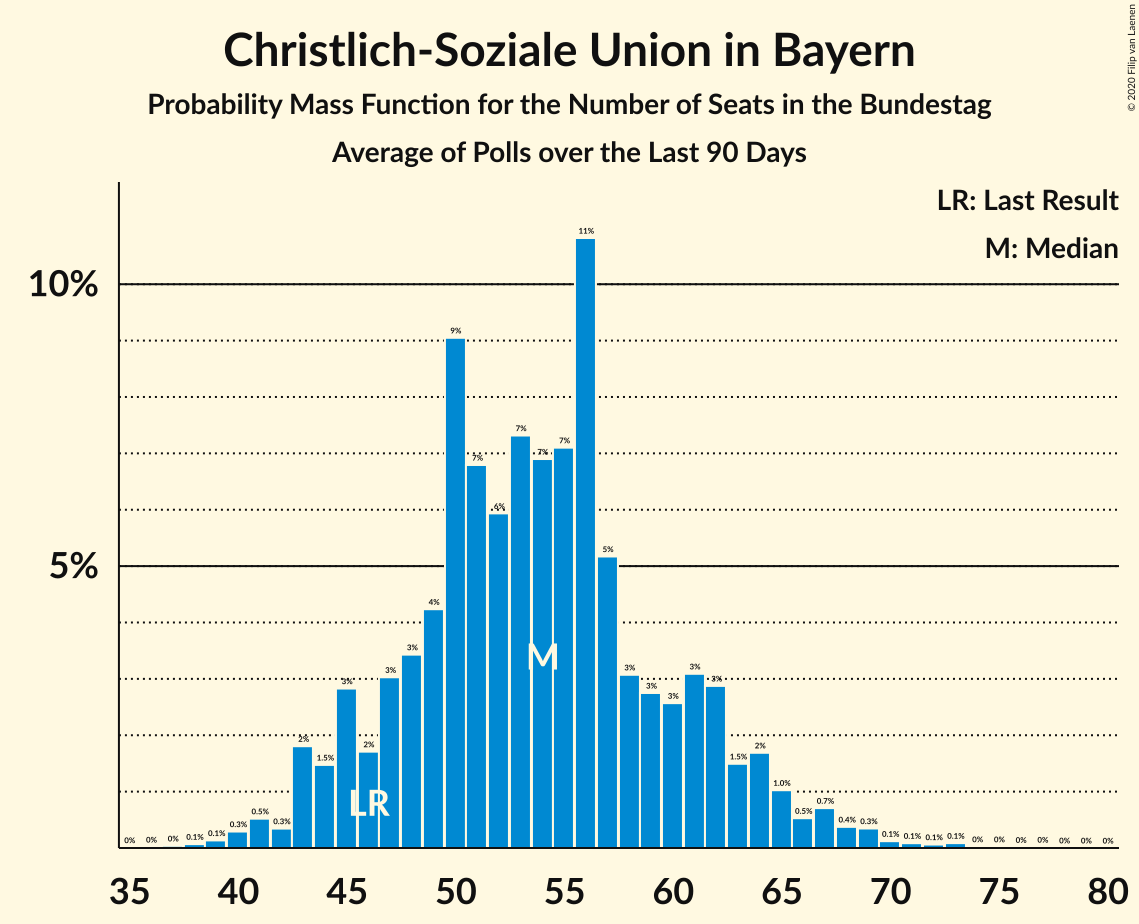 Christlich-Soziale Union in Bayern
Probability Mass Function for the Number of Seats in the Bundestag
Average of Polls over the Last 90 Days
© 2020 Filip van Laenen
LR: Last Result
M: Median
10%
5%
0% 0% 0% 0.1% 0.1% 0.3% 0.5% 0.3% 2% 1.5% 3% 2% 3% 3% 4% 9% 7% 6% 7% 7% 7% 11% 5% 3% 3% 3% 3% 3% 1.5% 2% 1.0% 0.5% 0.7% 0.4% 0.3% 0.1% 0.1% 0.1% 0.1% 0% 0% 0% 0% 0% 0% 0%
M
LR
35 40 45 50 55 60 65 70 75 80